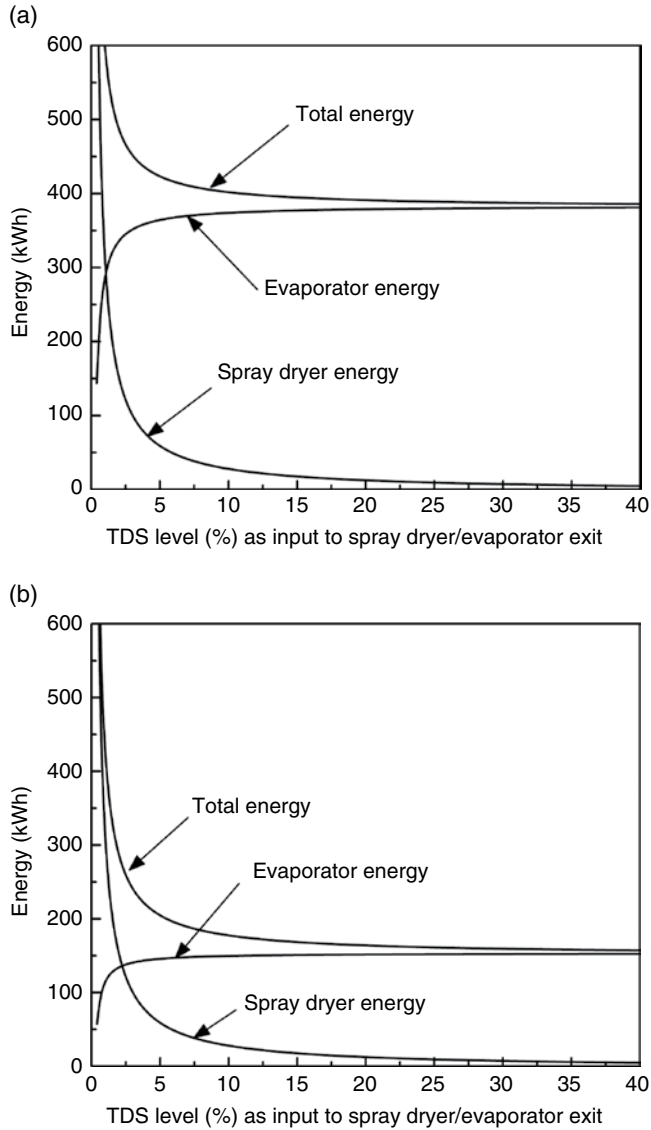 (a)
600
500
400
300
200
100
0
Energy (kWh)
Total energy
Evaporator energy
Spray dryer energy
0 5 10 15 20 25 30 35 40
TDS level (%) as input to spray dryer/evaporator exit
(b)
600
500
400
300
200
100
0
Energy (kWh)
Total energy
Evaporator energy
Spray dryer energy
0 5 10 15 20 25 30 35 40
TDS level (%) as input to spray dryer/evaporator exit